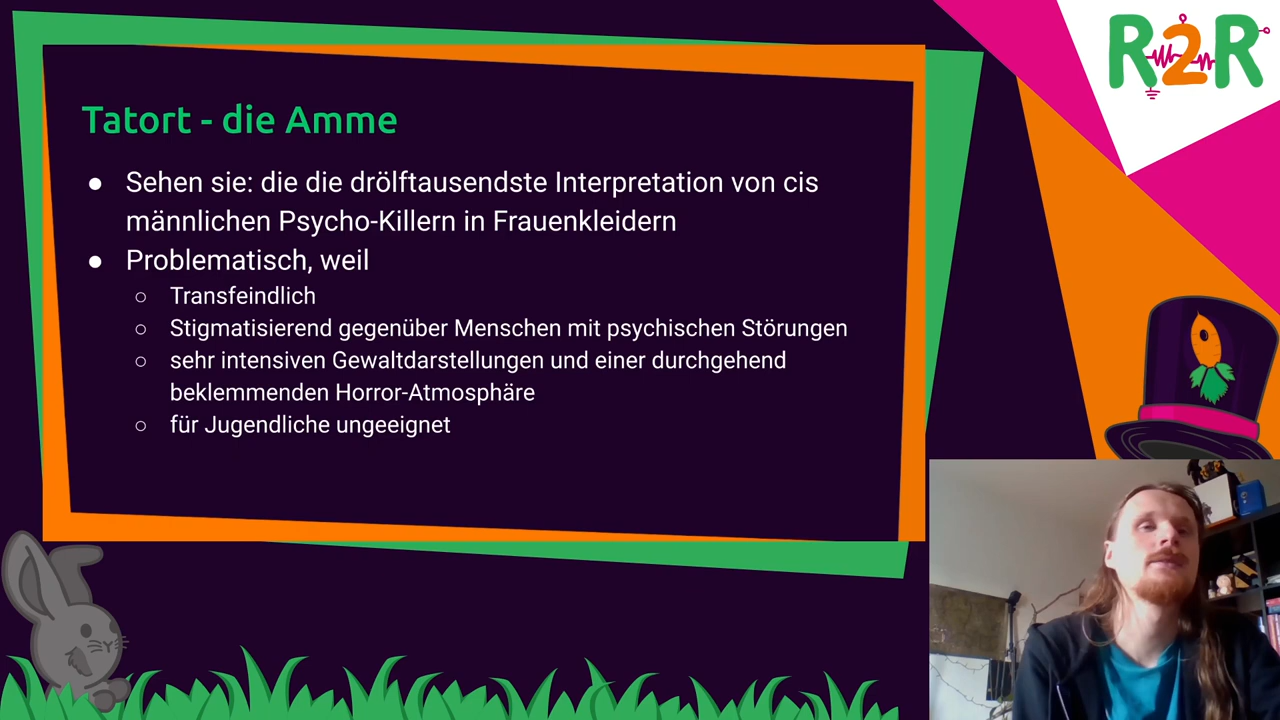 R2R
Tatort - die Amme
● Sehen sie: die die drölftausendste Interpretation von cis
männlichen Psycho-Killern in Frauenkleidern
● Problematisch, weil
○ Transfeindlich
○ Stigmatisierend gegenüber Menschen mit psychischen Störungen
○ sehr intensiven Gewaltdarstellungen und einer durchgehend
beklemmenden Horror-Atmosphäre
○ für Jugendliche ungeeignet